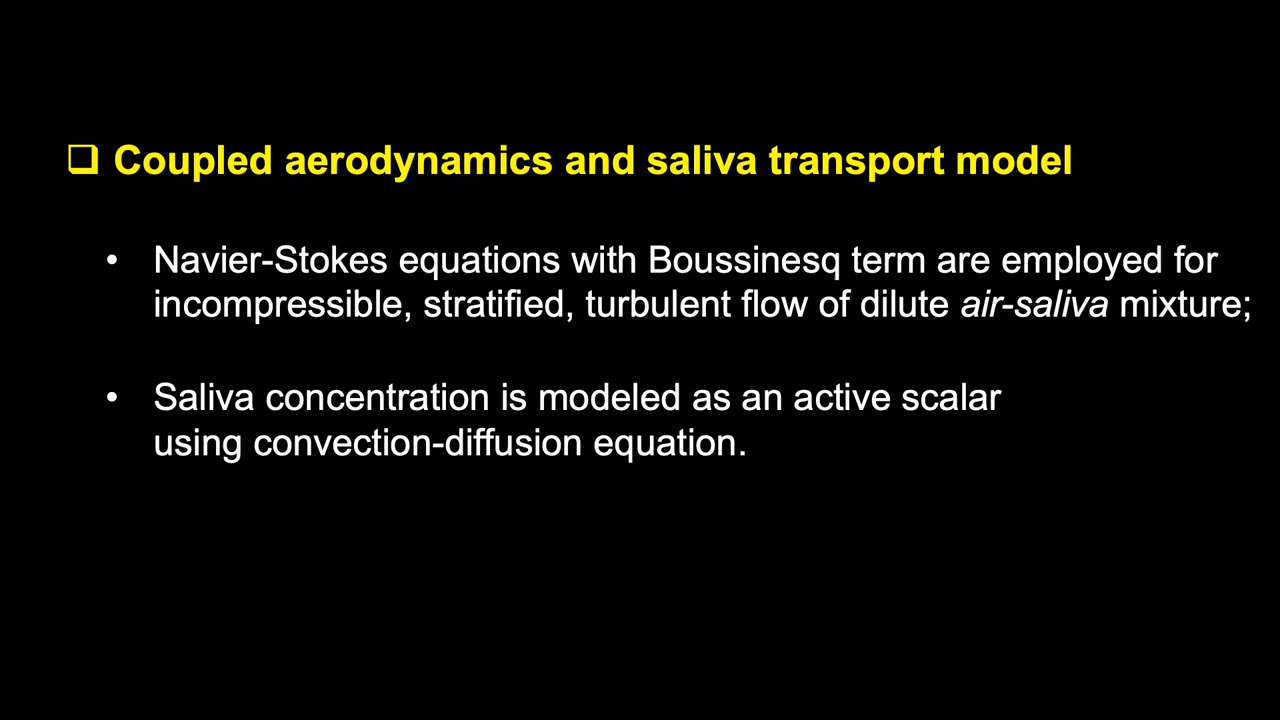 ❑ Coupled aerodynamics and saliva transport model
• Navier-Stokes equations with Boussinesq term are employed for
incompressible, stratified, turbulent flow of dilute air-saliva mixture;
• Saliva concentration is modeled as an active scalar
using convection-diffusion equation.